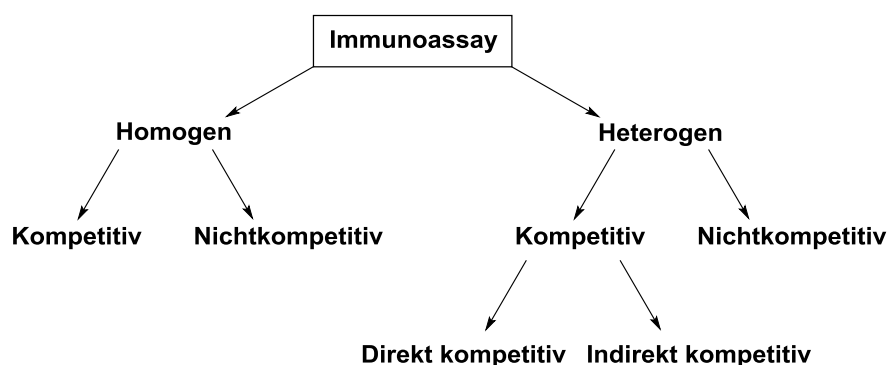 Immunoassay
Homogen
Heterogen
Kompetitiv
Nichtkompetitiv
Kompetitiv
Nichtkompetitiv
Direkt kompetitiv
Indirekt kompetitiv